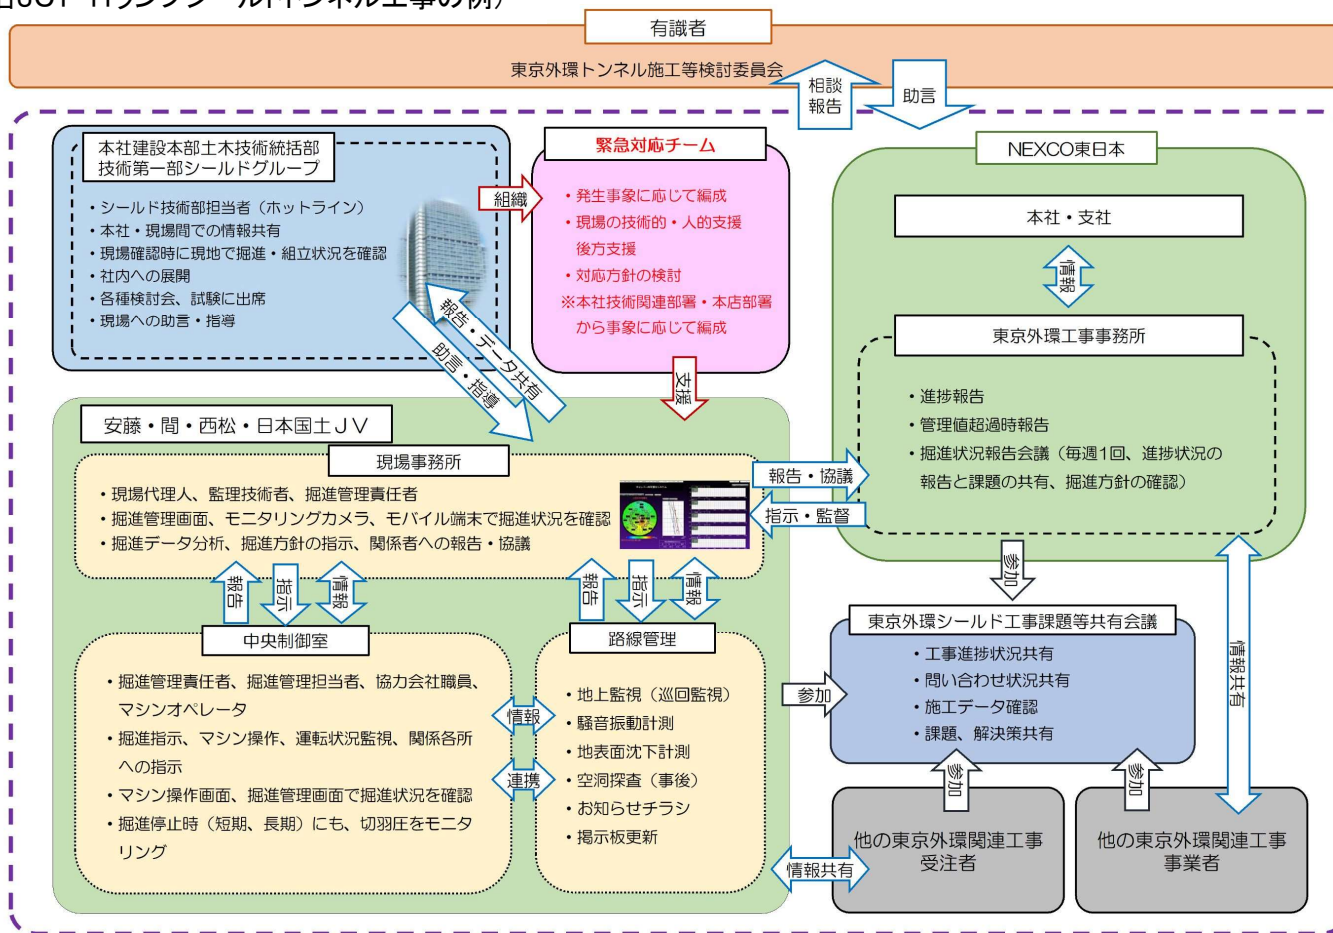 有識者
東京外環トンネル施工等検討委員会
相談
報告
助言
本社建設本部土木技術統括部
技術第一部シールドグループ
・シールド技術部担当者（ホットライン）
・本社・現場間での情報共有
・現場確認時に現地で掘進・組立状況を確認
・社内への展開
・各種検討会、試験に出席
・現場への助言・指導
組織
緊急対応チーム
・発生事象に応じて編成
・現場の技術的・人的支援
後方支援
・対応方針の検討
※本社技術関連部署・本店部署
から事象に応じて編成
報告・データ共有
助言・指導
支援
NEXCO東日本
本社・支社
情報
東京外環工事事務所
・進捗報告
・管理値超過時報告
・掘進状況報告会議（毎週1回、進捗状況の
報告と課題の共有、掘進方針の確認）
安藤・間・西松・日本国土ＪＶ
現場事務所
・現場代理人、監理技術者、掘進管理責任者
・掘進管理画面、モニタリングカメラ、モバイル端末で掘進状況を確認
・掘進データ分析、掘進方針の指示、関係者への報告・協議
報告・協議
指示・監督
報告
指示
情報
報告
指示
情報
中央制御室
・掘進管理責任者、掘進管理担当者、協力会社職員、
マシンオペレータ
・掘進指示、マシン操作、運転状況監視、関係各所
への指示
・マシン操作画面、掘進管理画面で掘進状況を確認
・掘進停止時（短期、長期）にも、切羽圧をモニタ
リング
情報
連携
路線管理
・地上監視（巡回監視）
・騒音振動計測
・地表面沈下計測
・空洞探査（事後）
・お知らせチラシ
・掲示板更新
参加
参加
東京外環シールド工事課題等共有会議
・工事進捗状況共有
・問い合わせ状況共有
・施工データ確認
・課題、解決策共有
情報共有
参加
参加
情報共有
他の東京外環関連工事
受注者
他の東京外環関連工事
事業者